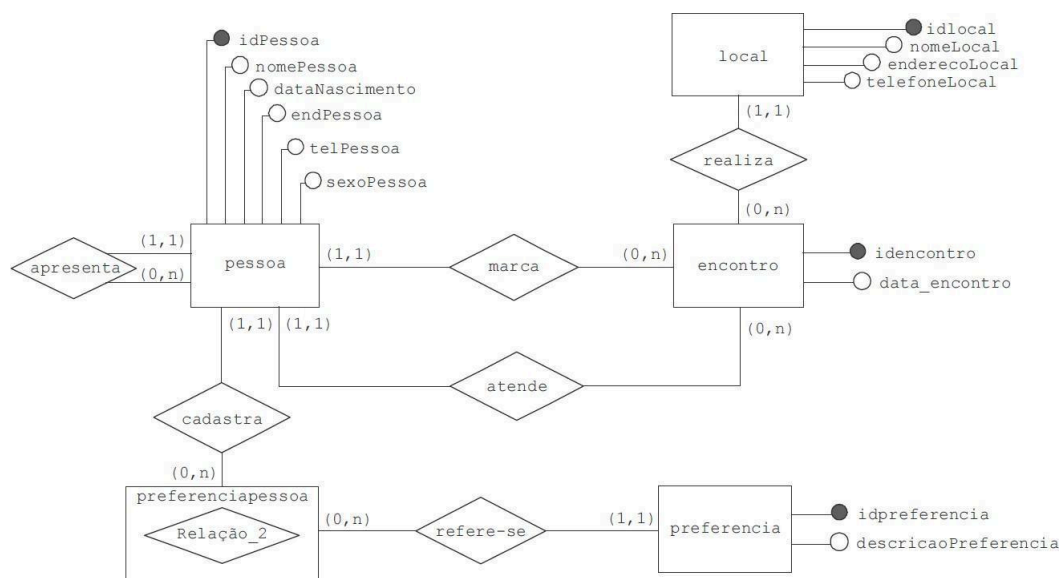 idPessoa
nomePessoa
dataNascimento
endPessoa
telPessoa
sexoPessoa
local
idlocal
nomeLocal
enderecoLocal
telefoneLocal
(1,1)
realiza
(0,n)
apresenta
(1,1)
(0,n)
pessoa
(1,1)
marca
(0,n)
encontro
idencontro
data_encontro
(1,1)
(1,1)
(0,n)
atende
cadastra
(0,n)
preferenciapessoa
Relação_2
(0,n)
refere-se
(1,1)
preferencia
idpreferencia
descricaoPreferencia